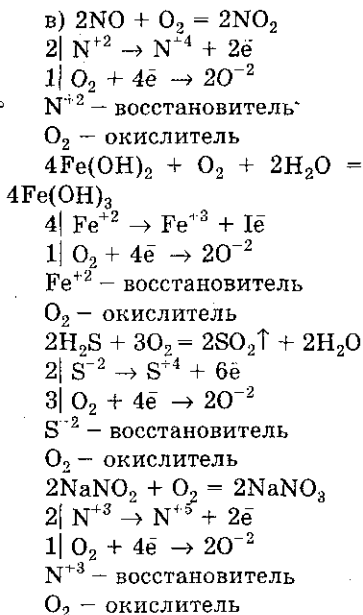 в) 2NO + O₂ = 2NO₂
2| N⁺² → N⁺⁴ + 2ē
1| O₂ + 4ē → 2O⁻²
N⁺² – восстановитель
O₂ – окислитель
4Fe(OH)₂ + O₂ + 2H₂O =
4Fe(OH)₃
4| Fe⁺² → Fe⁺³ + Iē
1| O₂ + 4ē → 2O⁻²
Fe⁺² – восстановитель
O₂ – окислитель
2H₂S + 3O₂ = 2SO₂↑ + 2H₂O
2| S⁻² → S⁺⁴ + 6ē
3| O₂ + 4ē → 2O⁻²
S⁻² – восстановитель
O₂ – окислитель
2NaNO₂ + O₂ = 2NaNO₃
2| N⁺³ → N⁺⁵ + 2ē
1| O₂ + 4ē → 2O⁻²
N⁺³ – восстановитель
O₂ – окислитель